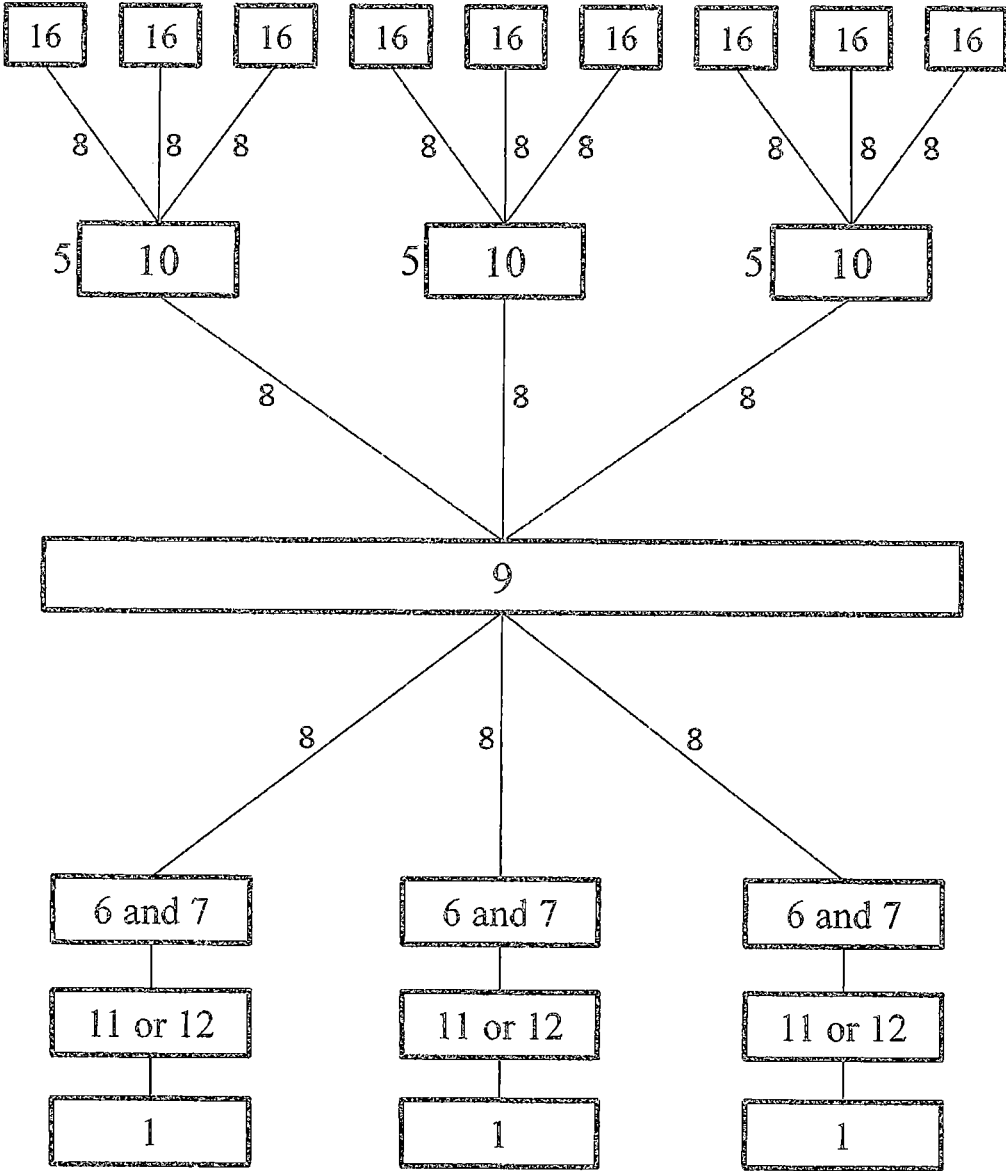 16 16 16 16 16 16 16 16 16
8 8 8 8 8 8 8 8 8
5 10 5 10 5 10
8 8 8
9
8 8 8
6 and 7 6 and 7 6 and 7
11 or 12 11 or 12 11 or 12
1 1 1